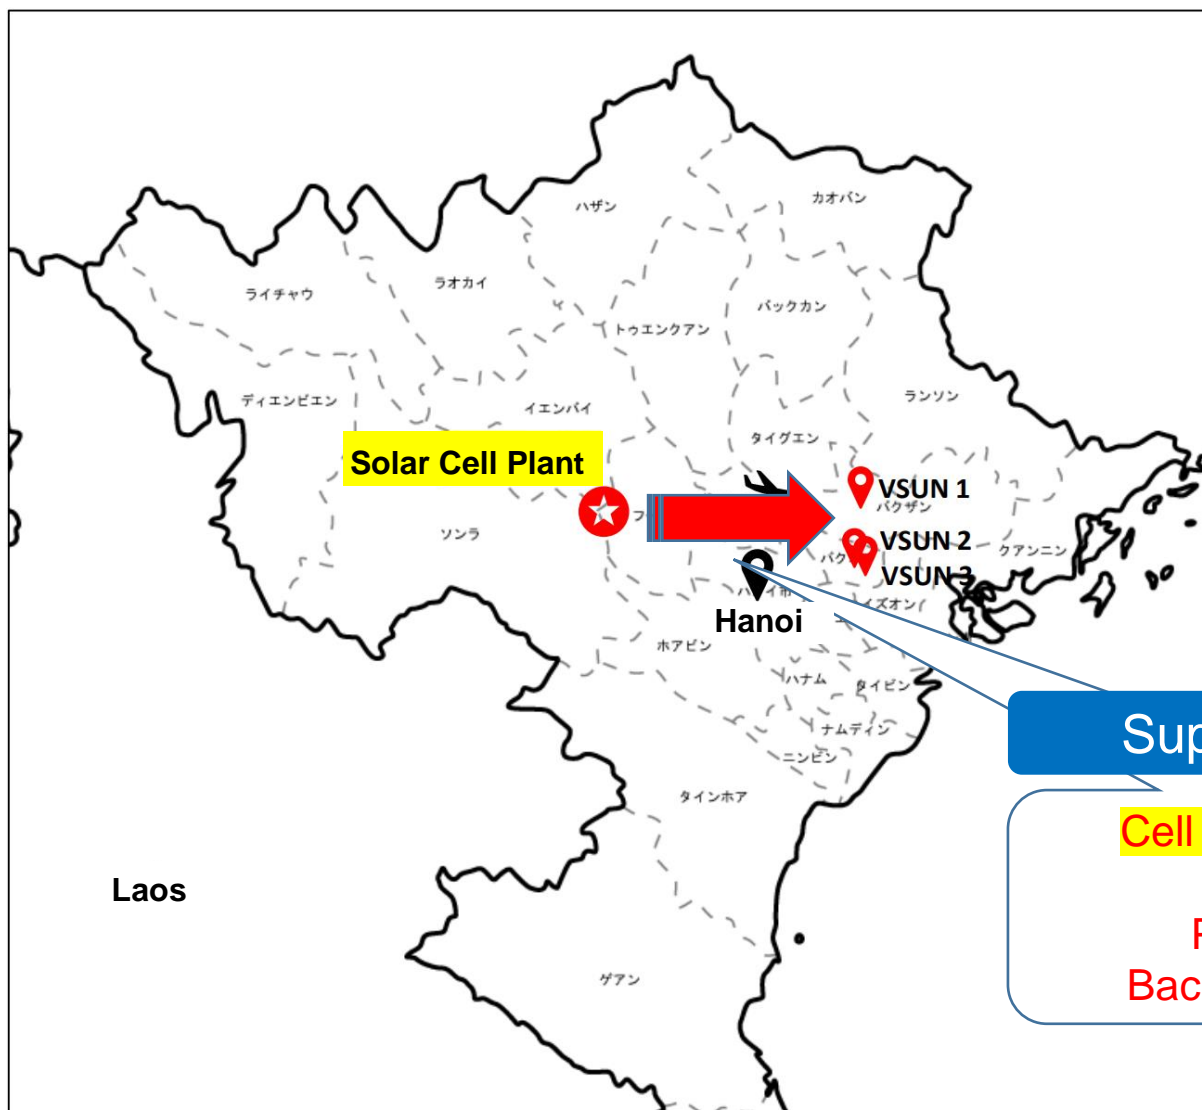 ハザン
カオバン
ライチャウ
ラオカイ
バックカン
トゥエンクアン
ディエンビエン
イエンバイ
ランソン
タイグエン
Solar Cell Plant
VSUN 1
バクザン
ソンラ
VSUN 2
クアンニン
VSUN 3
Hanoi
ホアビン
ハナム
タイビン
ナムディン
ニンビン
タインホア
Cell
Laos
ゲアン